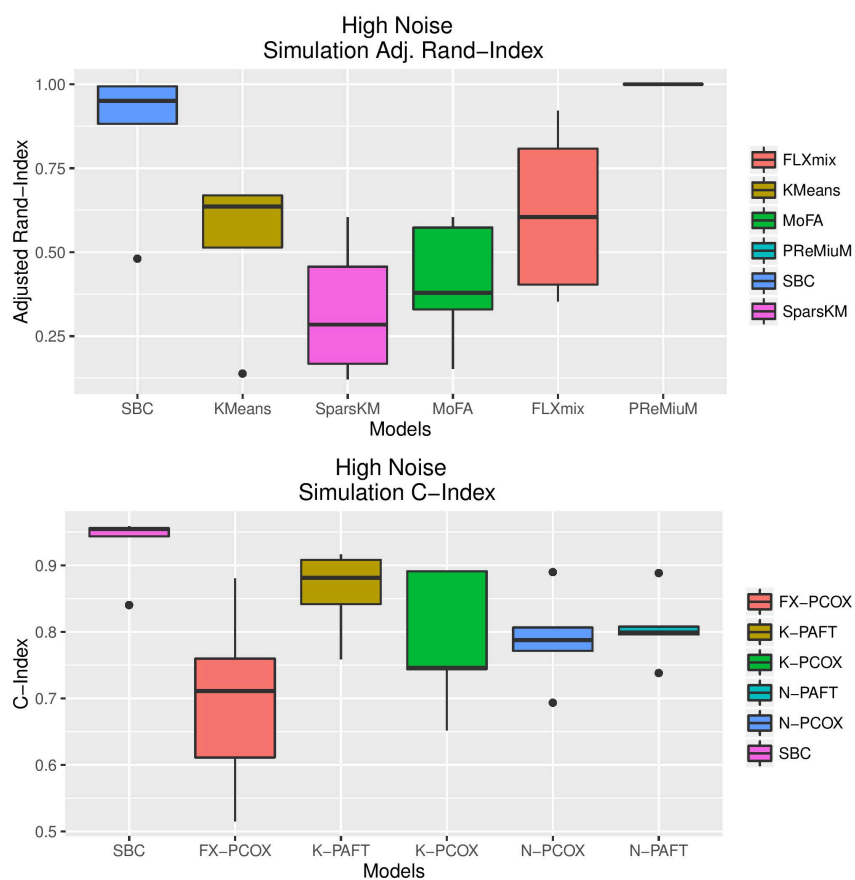 High Noise
Simulation Adj. Rand−Index
Adjusted Rand−Index
1.00
0.75
0.50
0.25
SBC KMeans SparsKM MoFA FLXmix PReMiuM
Models
FLXmix
KMeans
MoFA
PReMiuM
SBC
SparsKM
High Noise
Simulation C−Index
C−Index
0.9
0.8
0.7
0.6
0.5
SBC FX−PCOX K−PAFT K−PCOX N−PCOX N−PAFT
Models
FX−PCOX
K−PAFT
K−PCOX
N−PAFT
N−PCOX
SBC